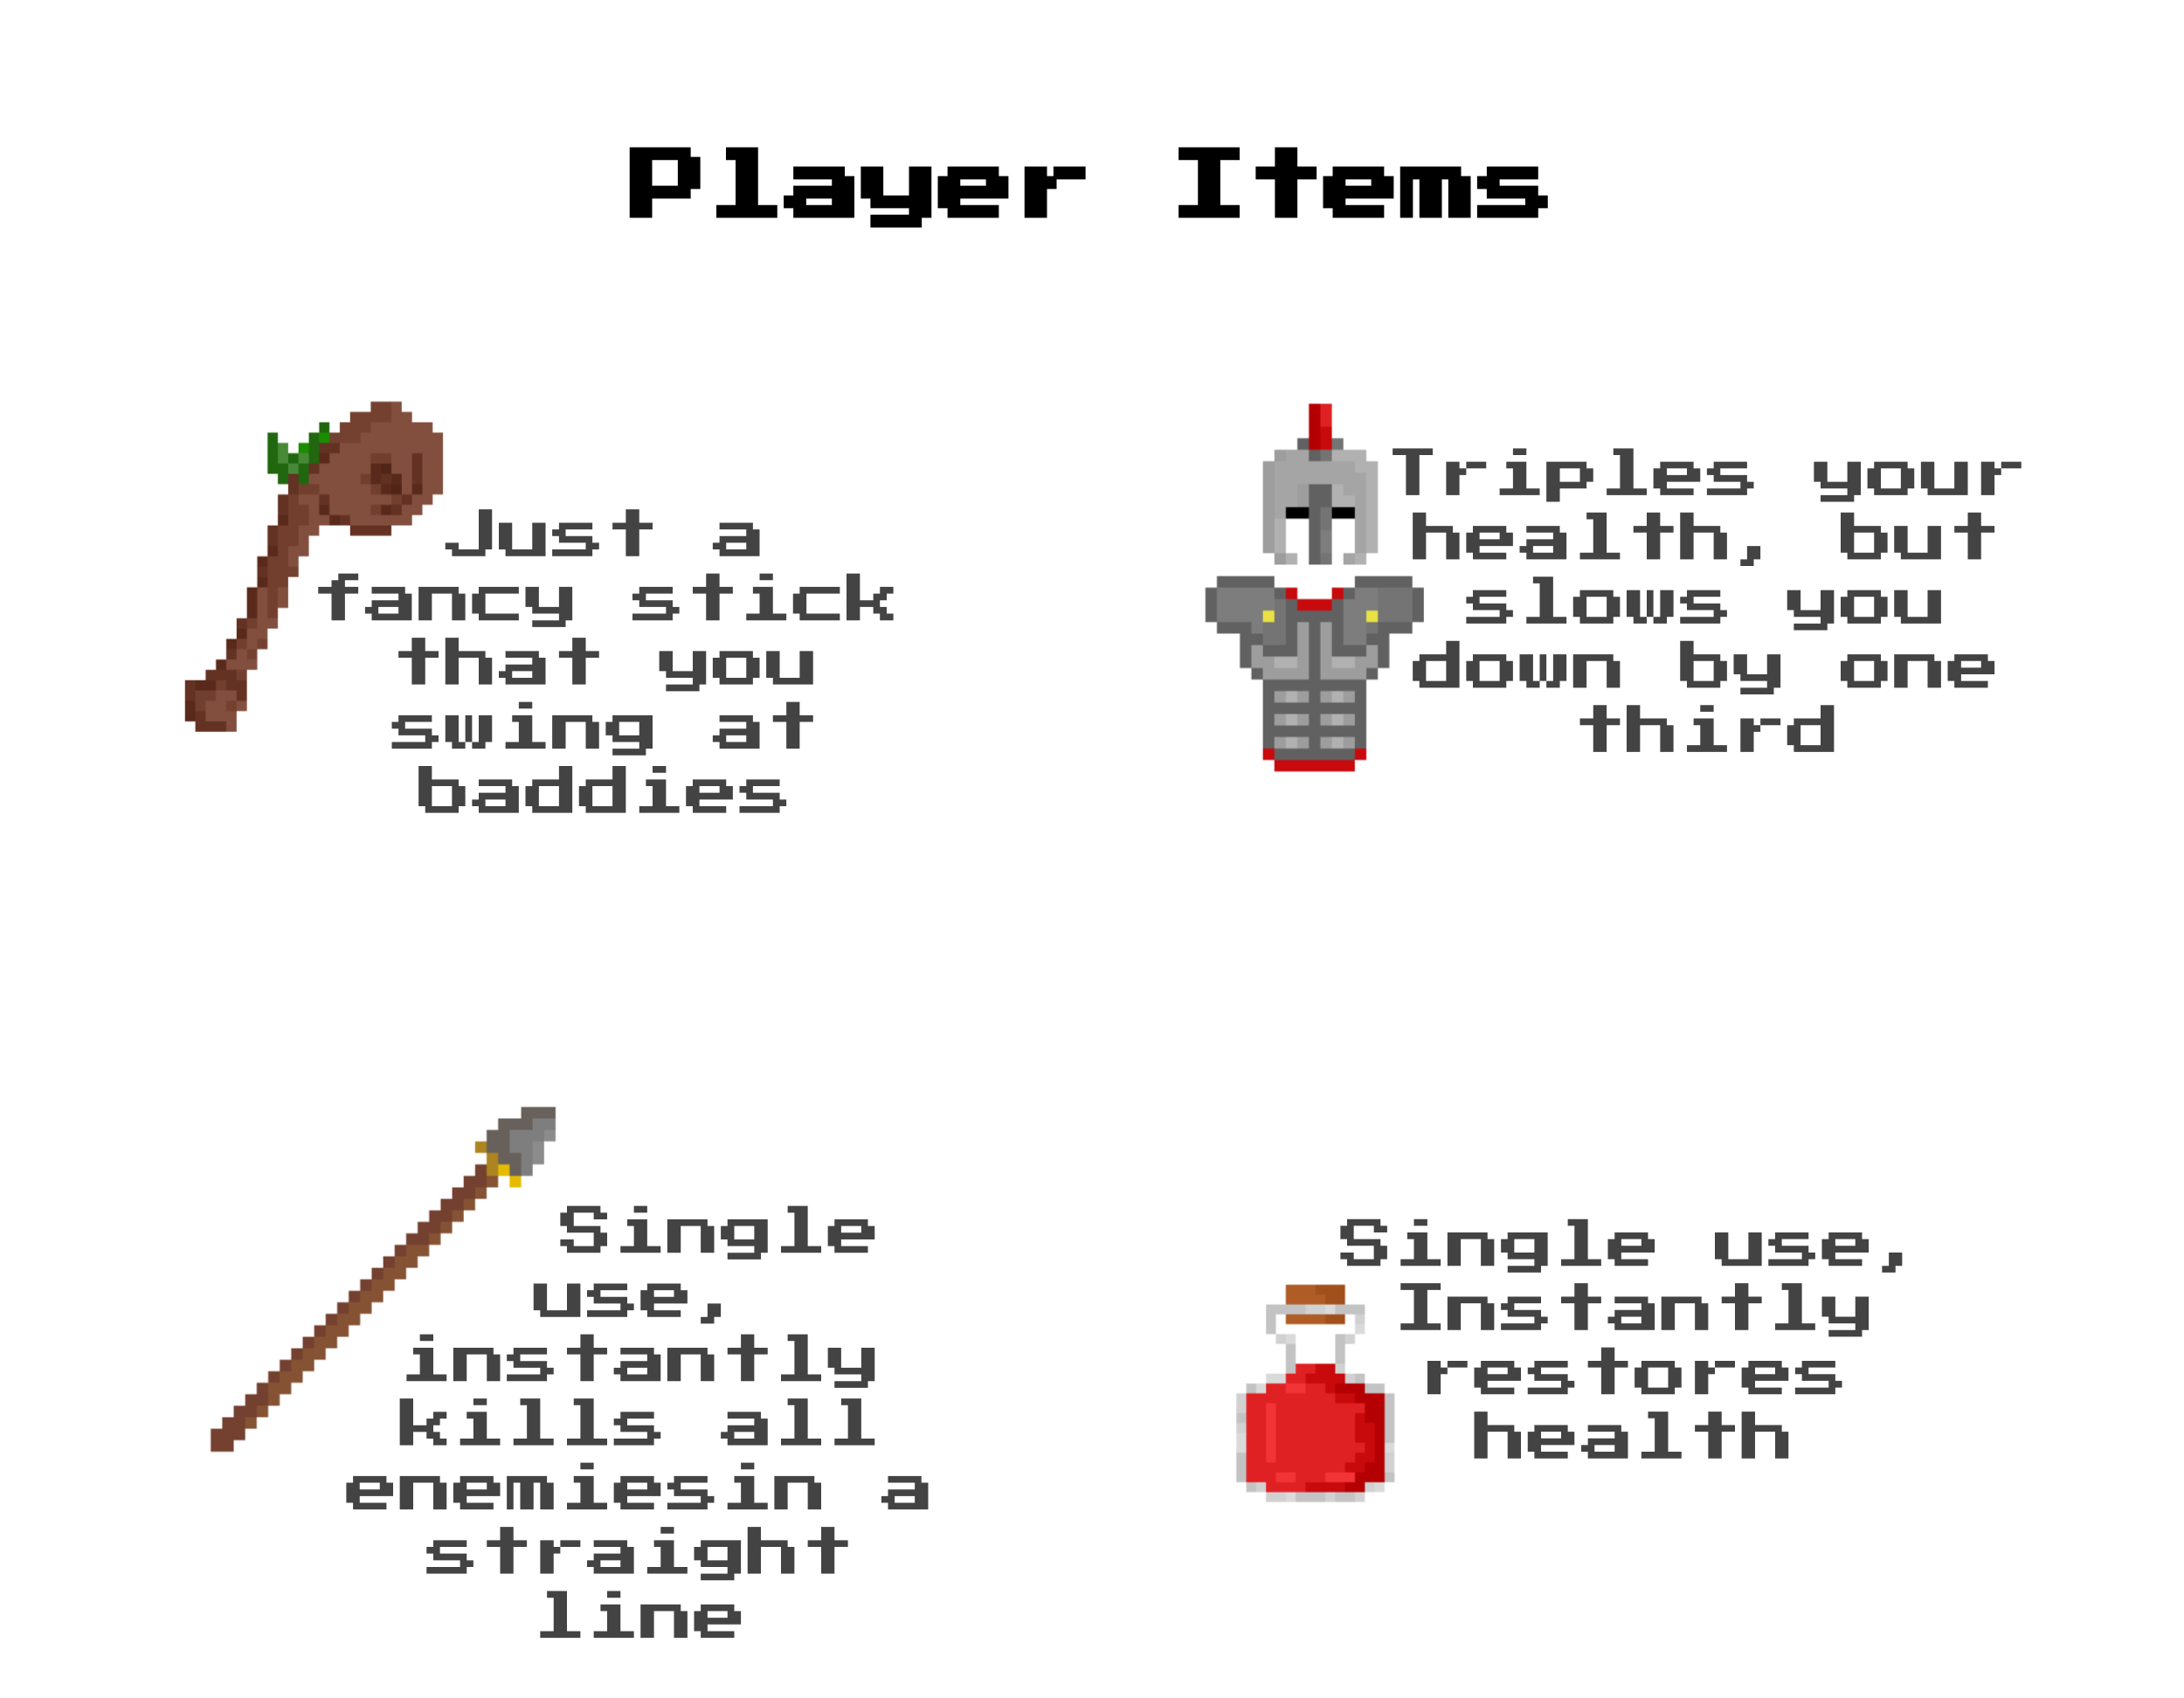 Player Items
Just a
fancy stick
that you
swing at
baddies
Triples your
health, but
slows you
down by one
third
Single
use,
instantly
kills all
enemiesin a
straight
line
Single use,
Instantly
restores
health